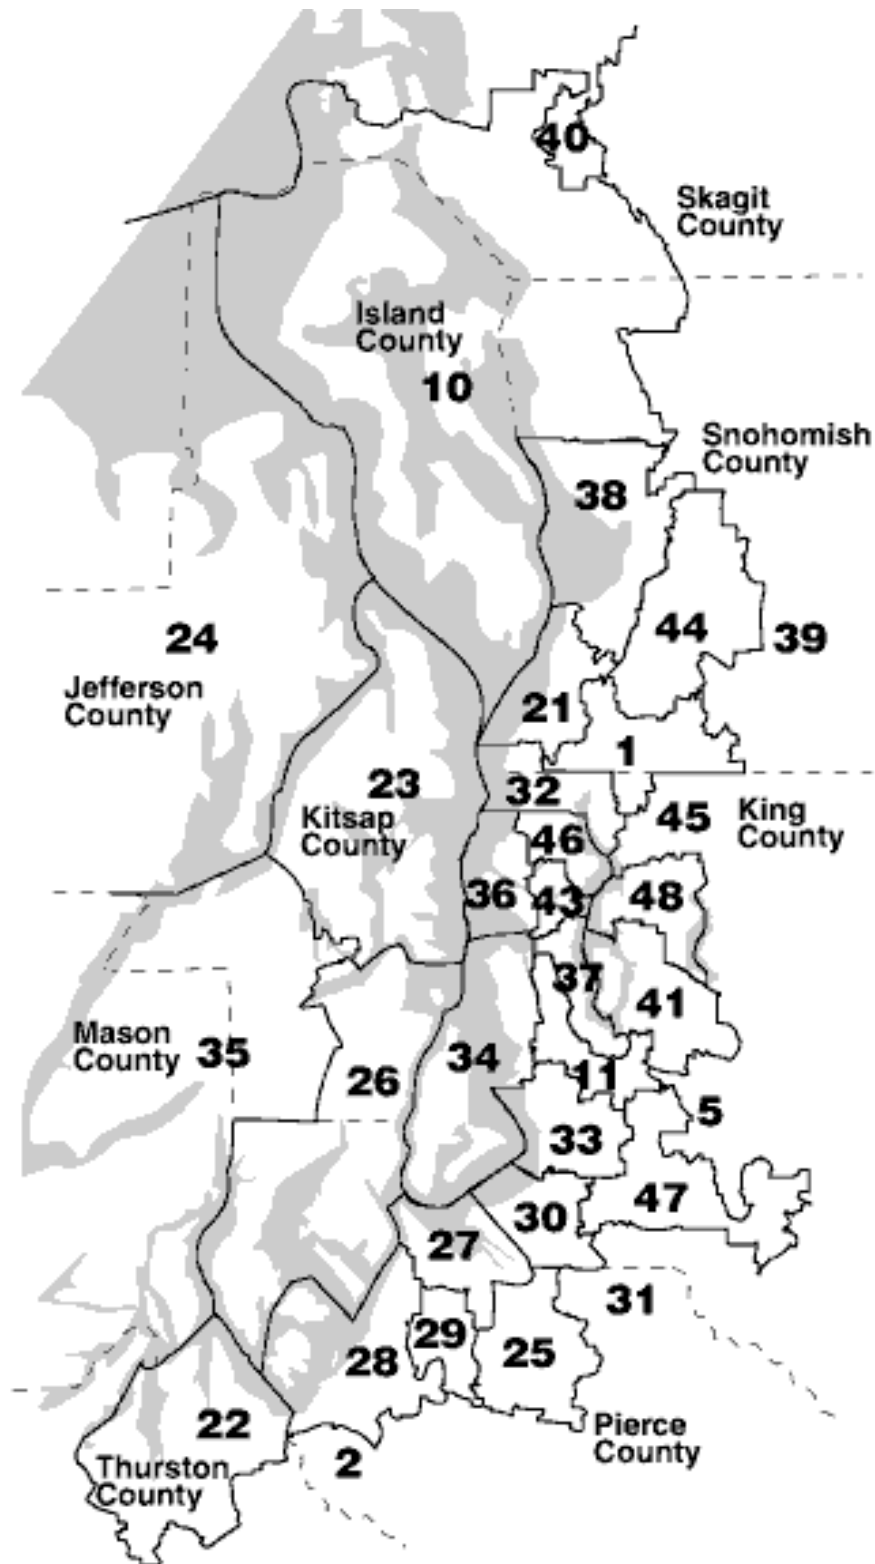 40
Skagit
County
Island
County
10
Snohomish
County
38
24
44
39
Jefferson
County
21
1
23
32
45
King
County
Kitsap
County
46
36
43
48
37
41
Mason
County
35
34
26
11
5
33
47
30
27
31
29
28
25
22
Pierce
County
2
Thurston
County